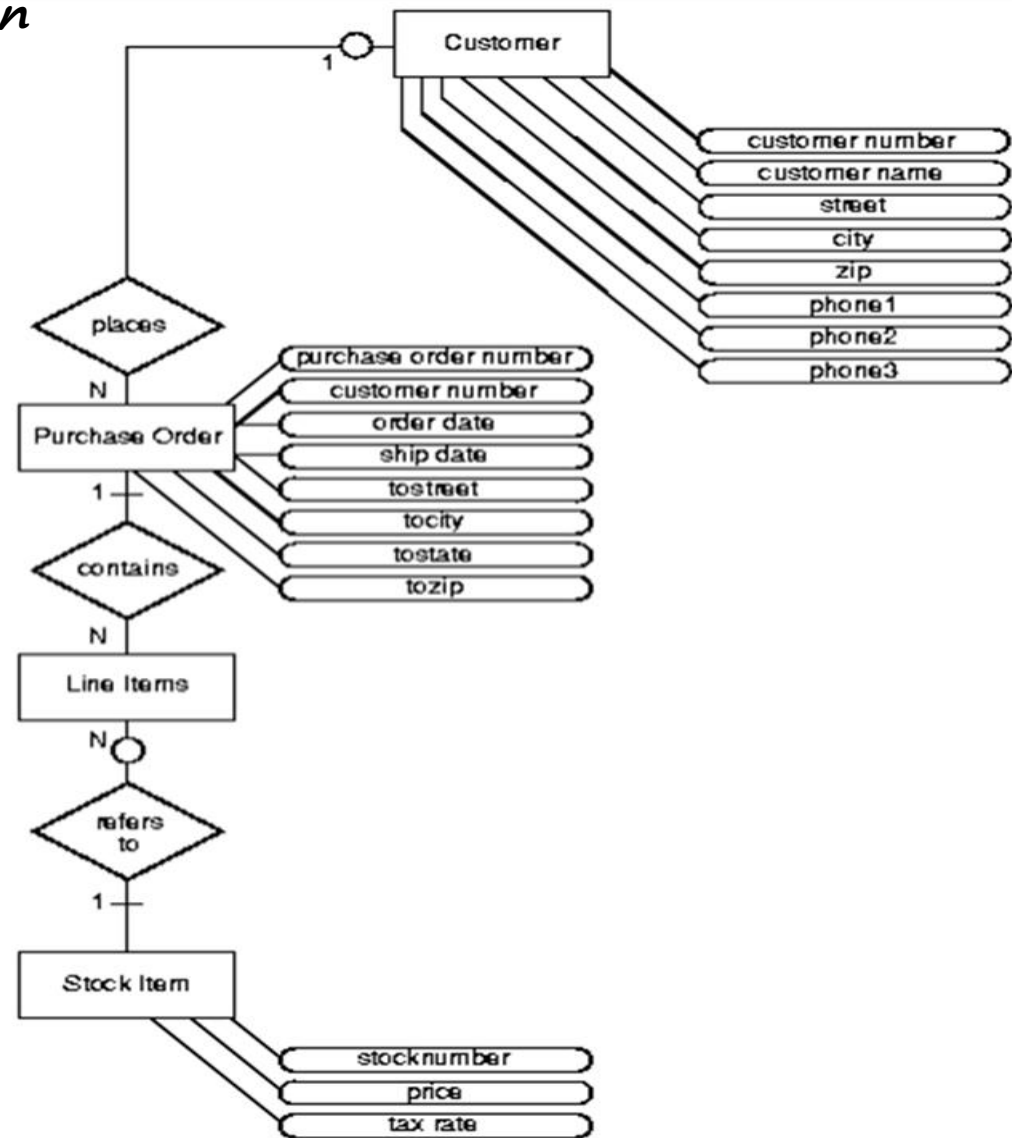 n
Customer
1
customer number
customer name
street
city
zip
phone1
phone2
phone3
places
N
Purchase Order
purchase order number
customer number
order date
ship date
tostreet
tocity
tostate
tozip
1
contains
N
Line Items
N
refers
to
1
Stock Item
stocknumber
price
tax rate